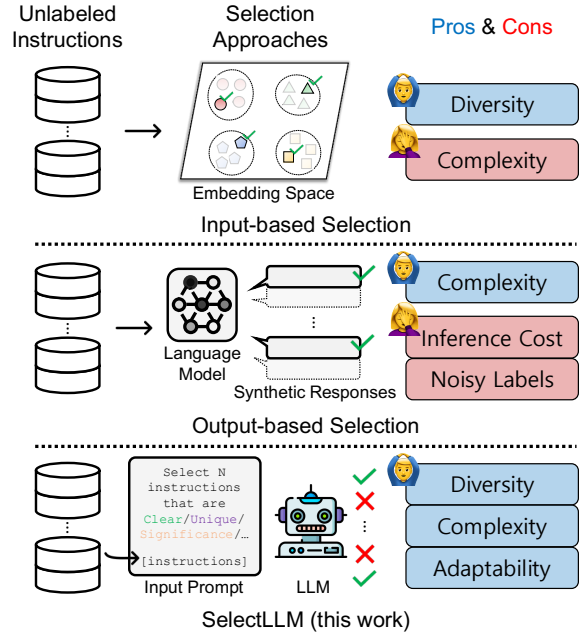 Unlabeled
Instructions
Selection
Approaches
Pros & Cons
Embedding Space
Diversity
Complexity
Input-based Selection
Language
Model
Synthetic Responses
Complexity
Inference Cost
Noisy Labels
Output-based Selection
Select N
instructions
that are
Clear/Unique/
Significance/…
[instructions]
Input Prompt
LLM
Diversity
Complexity
Adaptability
SelectLLM (this work)